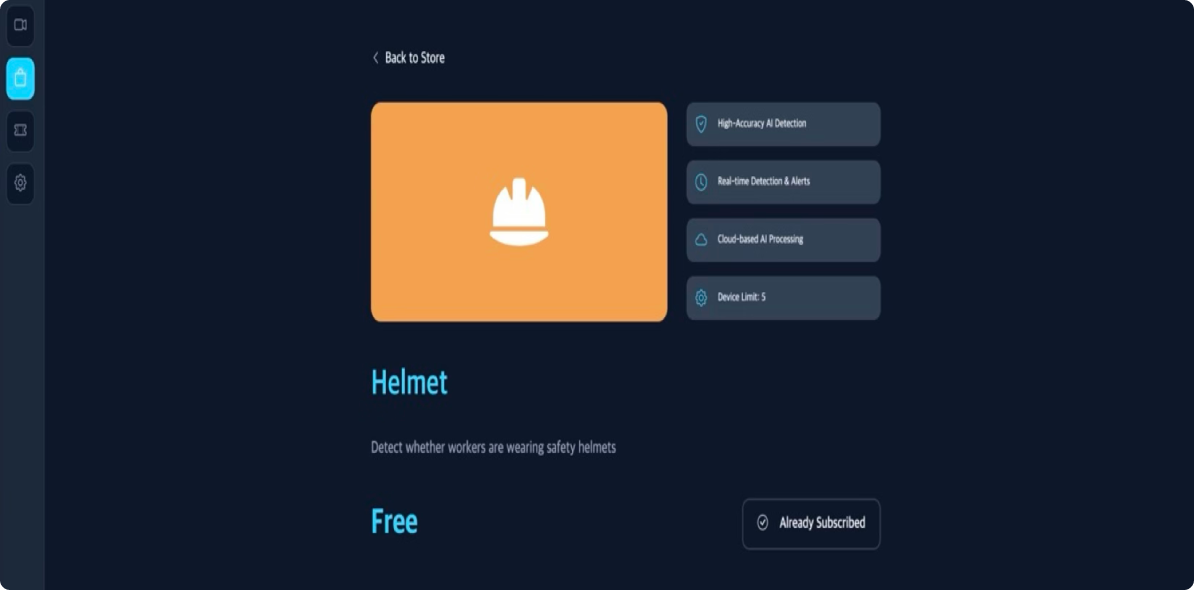 Back to Store
High-Accuracy AI Detection
Real-time Detection & Alerts
Cloud-based AI Processing
Device Limit: 5
Helmet
Detect whether workers are wearing safety helmets
Free
Already Subscribed